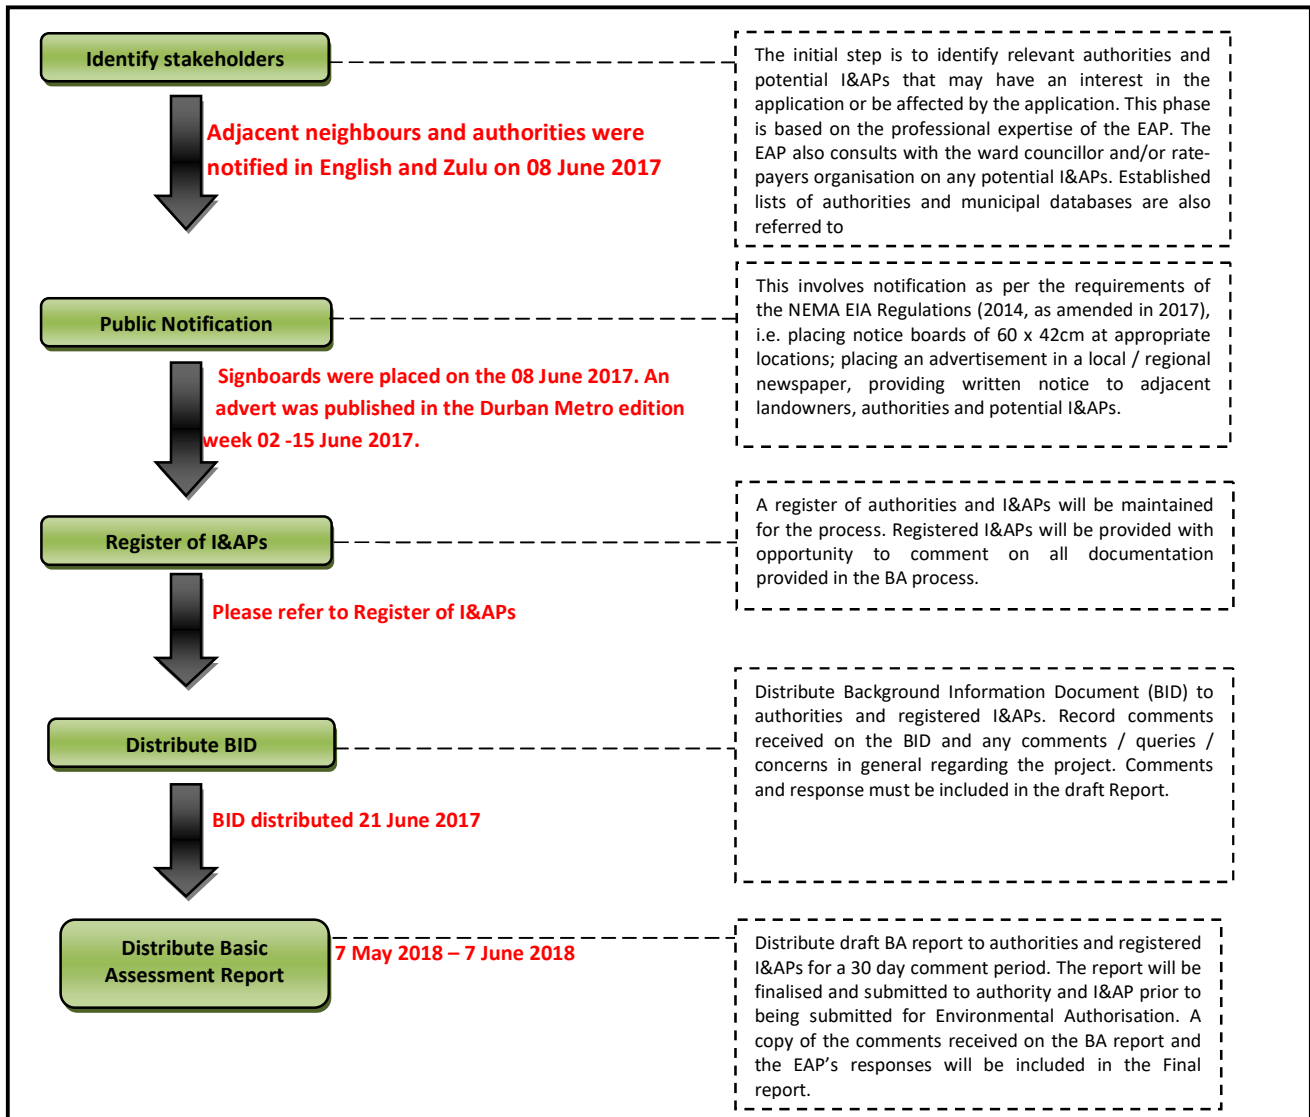 Identify stakeholders
The initial step is to identify relevant authorities and
potential I&APs that may have an interest in the
application or be affected by the application. This phase
is based on the professional expertise of the EAP. The
EAP also consults with the ward councillor and/or rate-
payers organisation on any potential I&APs. Established
lists of authorities and municipal databases are also
referred to
Adjacent neighbours and authorities were
notified in English and Zulu on 08 June 2017
Public Notification
This involves notification as per the requirements of
the NEMA EIA Regulations (2014, as amended in 2017),
i.e. placing notice boards of 60 x 42cm at appropriate
locations; placing an advertisement in a local / regional
newspaper, providing written notice to adjacent
landowners, authorities and potential I&APs.
Signboards were placed on the 08 June 2017. An
advert was published in the Durban Metro edition
week 02 -15 June 2017.
Register of I&APs
A register of authorities and I&APs will be maintained
for the process. Registered I&APs will be provided with
opportunity to comment on all documentation
provided in the BA process.
Please refer to Register of I&APs
Distribute BID
Distribute Background Information Document (BID) to
authorities and registered I&APs. Record comments
received on the BID and any comments / queries /
concerns in general regarding the project. Comments
and response must be included in the draft Report.
BID distributed 21 June 2017
Distribute Basic
Assessment Report
7 May 2018 – 7 June 2018
Distribute draft BA report to authorities and registered
I&APs for a 30 day comment period. The report will be
finalised and submitted to authority and I&AP prior to
being submitted for Environmental Authorisation. A
copy of the comments received on the BA report and
the EAP's responses will be included in the Final
report.